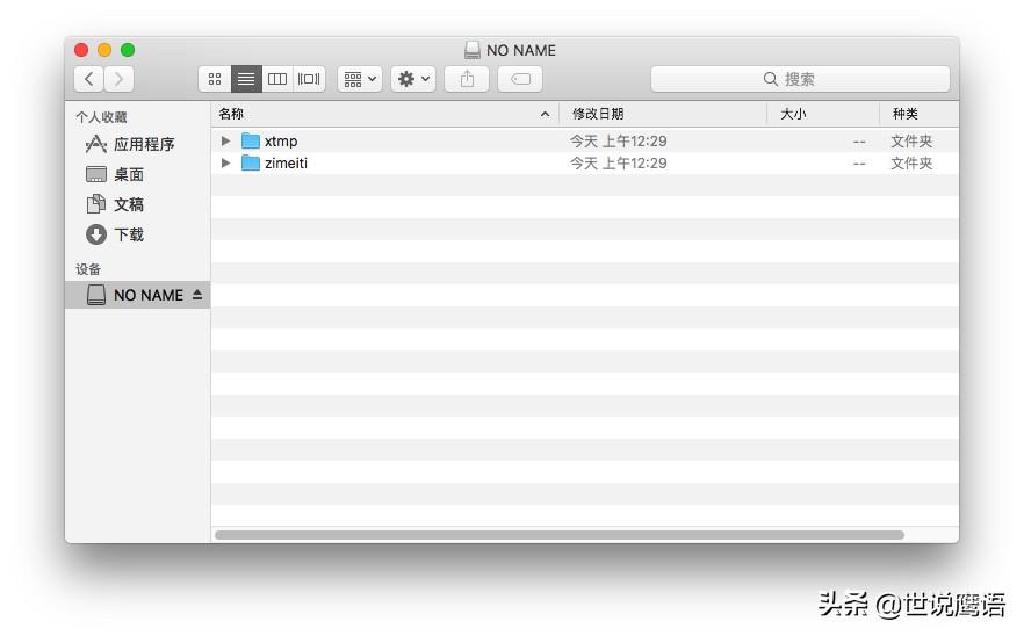 NO NAME
搜索
个人收藏
应用程序
桌面
文稿
下载
设备
NO NAME
名称 修改日期 大小 种类
xtmp 今天 上午12:29 -- 文件夹
zimeiti 今天 上午12:29 -- 文件夹
头条 @世说鹰语